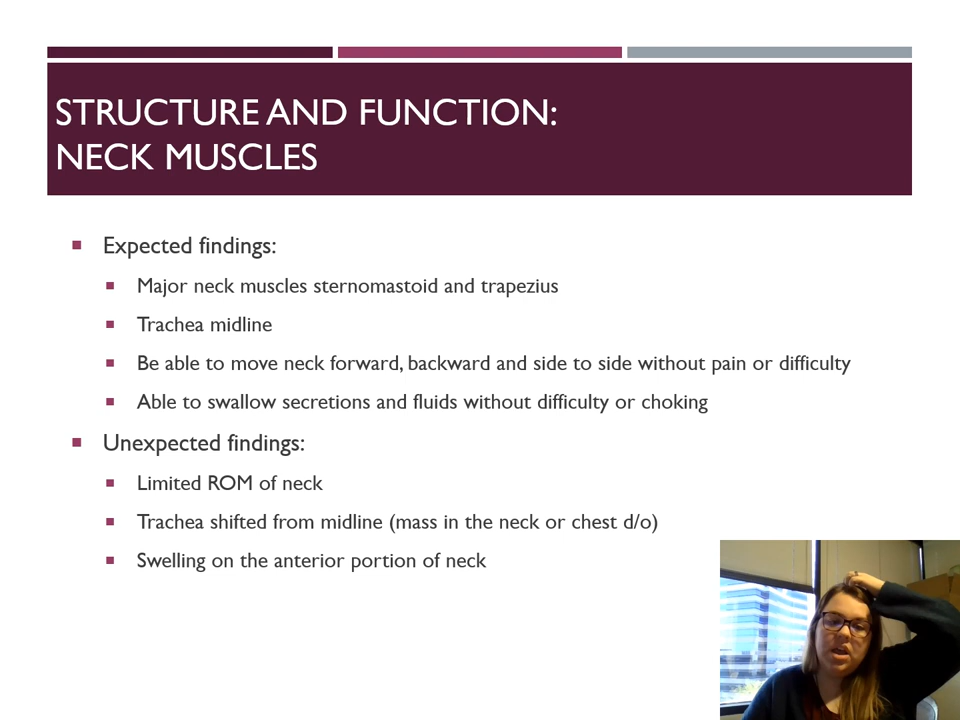 STRUCTURE AND FUNCTION:
NECK MUSCLES
Expected findings:
Major neck muscles sternomastoid and trapezius
Trachea midline
Be able to move neck forward, backward and side to side without pain or difficulty
Able to swallow secretions and fluids without difficulty or choking
Unexpected findings:
Limited ROM of neck
Trachea shifted from midline (mass in the neck or chest d/o)
Swelling on the anterior portion of neck